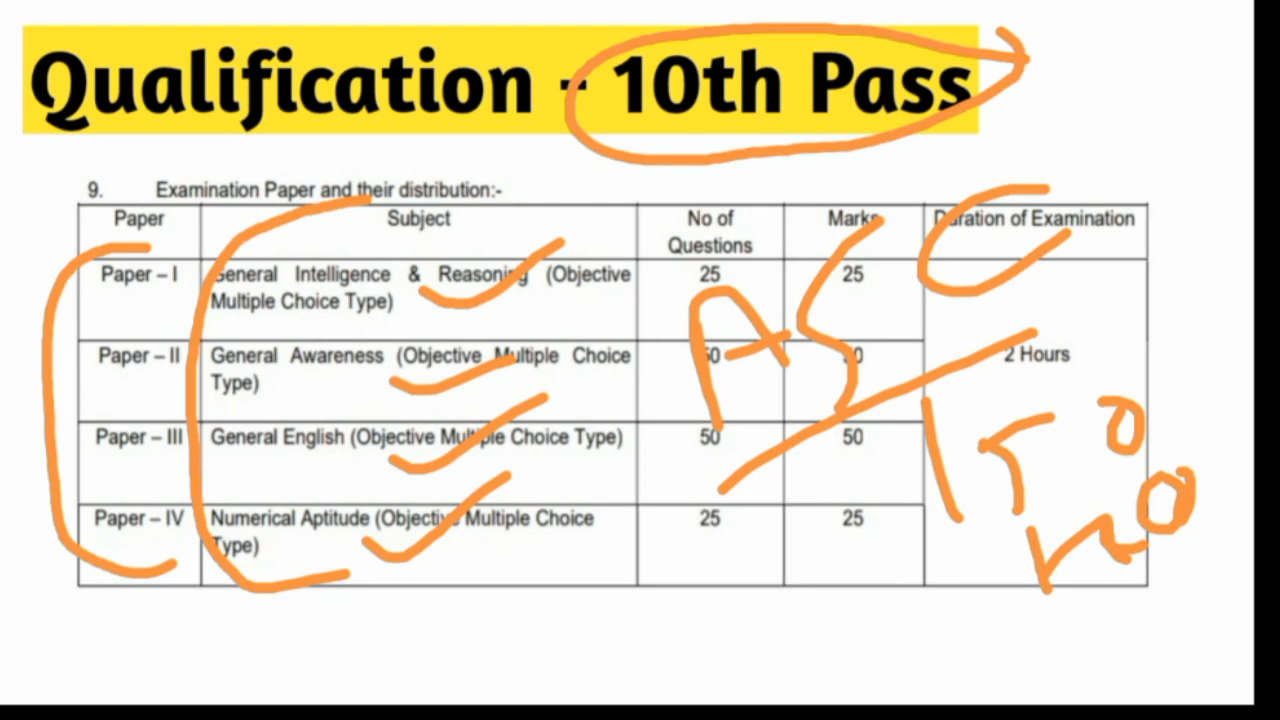 Qualification - 10th Pass
9. Examination Paper and their distribution:-
Paper Subject No of Questions Marks Duration of Examination
Paper – I General Intelligence & Reasoning (Objective Multiple Choice Type) 25 25 2 Hours
Paper – II General Awareness (Objective Multiple Choice Type) 50 50
Paper – III General English (Objective Multiple Choice Type) 50 50
Paper – IV Numerical Aptitude (Objective Multiple Choice Type) 25 25